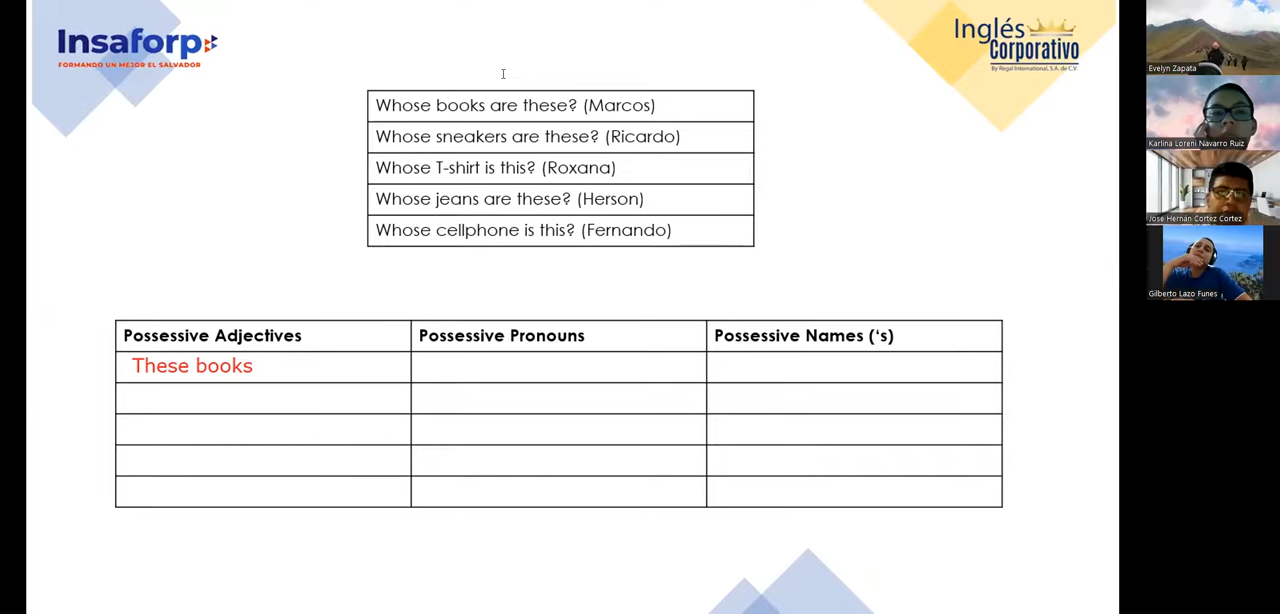 Insaforp
FORMANDO UN MEJOR EL SALVADOR
Inglés
Corporativo
By Regal International, S.A. de C.V.
Whose books are these? (Marcos)
Whose sneakers are these? (Ricardo)
Whose T-shirt is this? (Roxana)
Whose jeans are these? (Herson)
Whose cellphone is this? (Fernando)
Possessive Adjectives Possessive Pronouns Possessive Names (‘s)
These books
Evelyn Zapata
Karlina Loreni Navarro Ruiz
Jose Hernán Cortez Cortez
Gilberto Lazo Funes